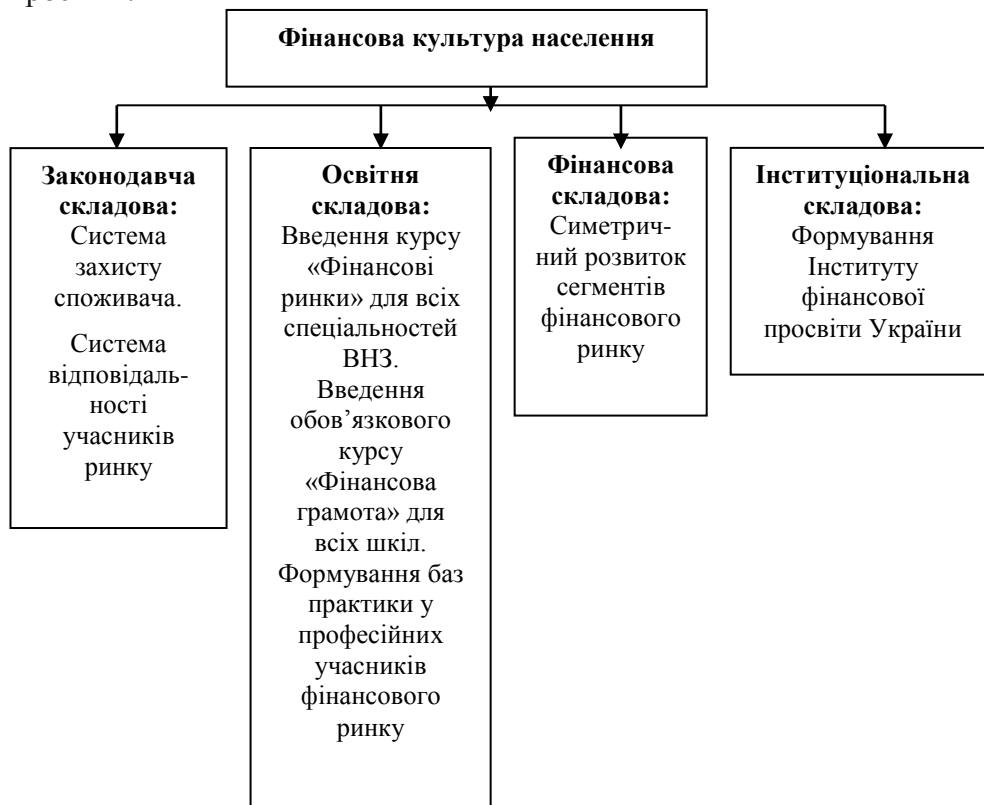 Фінансова культура населення
Законодавча
складова:
Система
захисту
споживача.
Система
відповідаль-
ності
учасників
ринку
Освітня
складова:
Введення курсу
«Фінансові
ринки» для всіх
спеціальностей
ВНЗ.
Введення
обов’язкового
курсу
«Фінансова
грамота» для
всіх шкіл.
Формування баз
практики у
професійних
учасників
фінансового
ринку
Фінансова
складова:
Симетрич-
ний розвиток
сегментів
фінансового
ринку
Інституціональна
складова:
Формування
Інституту
фінансової
просвіти України